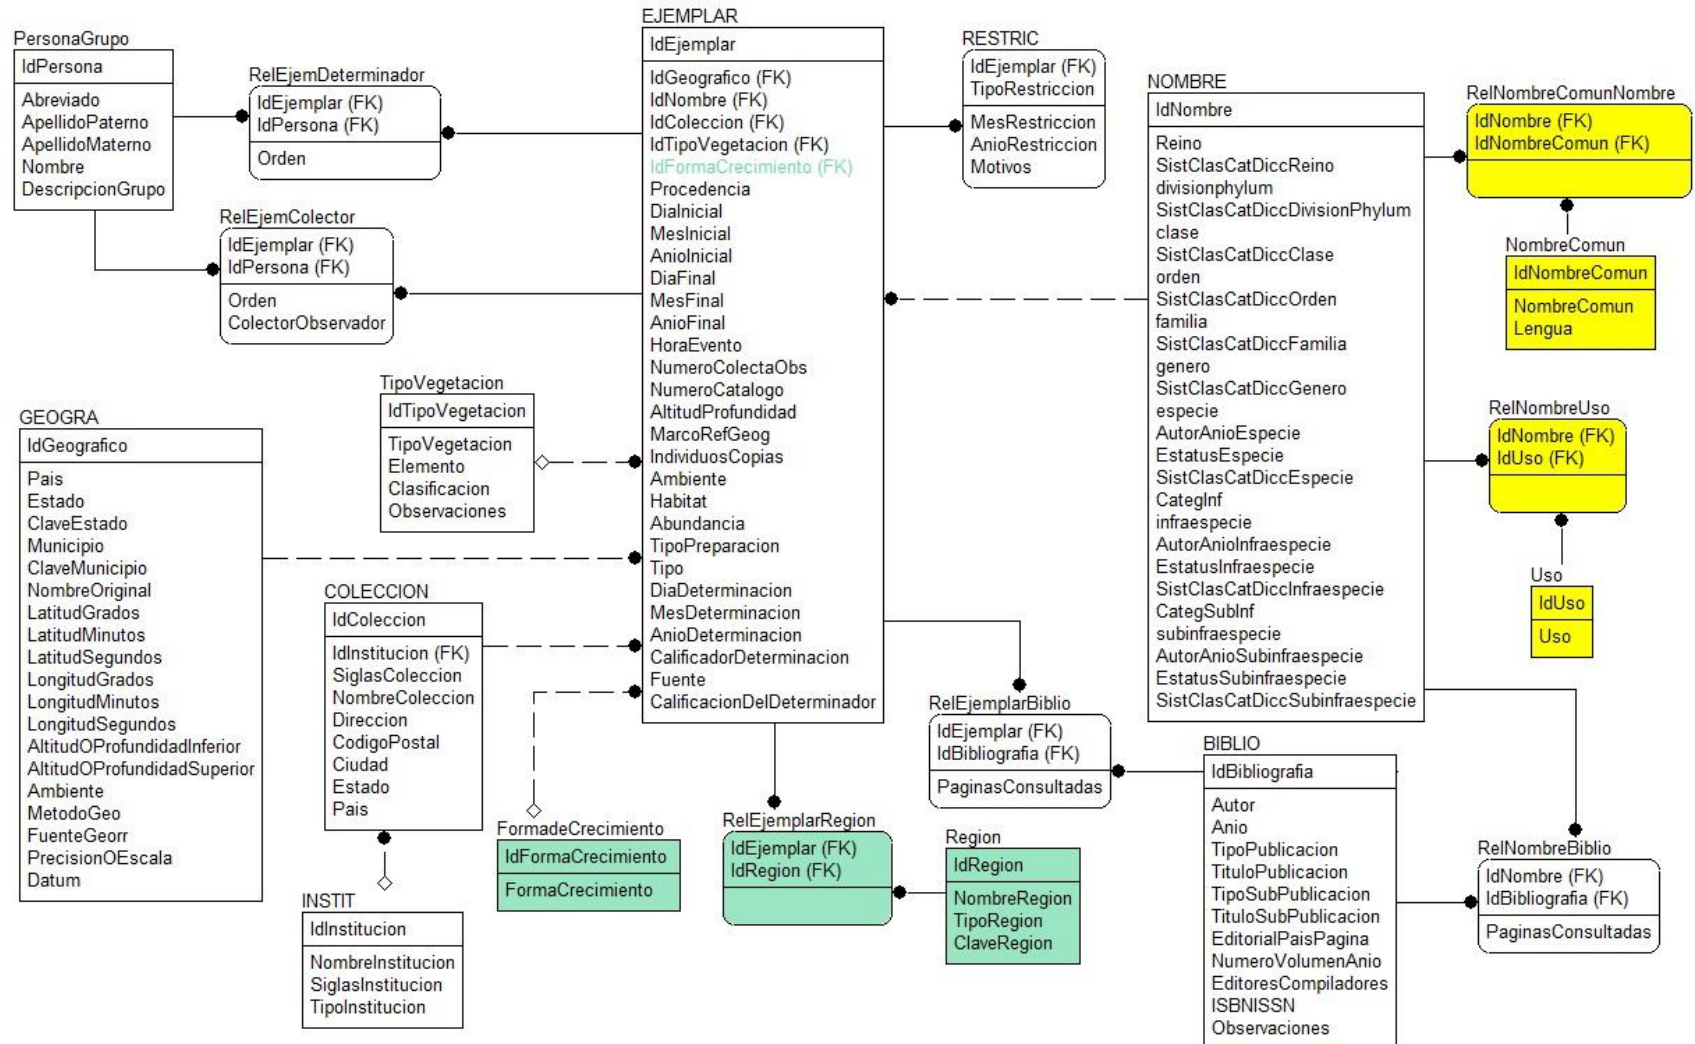 PersonaGrupo
IdPersona
Abreviado
ApellidoPaterno
ApellidoMaterno
Nombre
DescripcionGrupo
RelEjemDeterminador
IdEjemplar (FK)
IdPersona (FK)
Orden
RelEjemColector
IdEjemplar (FK)
IdPersona (FK)
Orden
ColectorObservador
EJEMPLAR
IdEjemplar
IdGeografico (FK)
IdNombre (FK)
IdColeccion (FK)
IdTipoVegetacion (FK)
IdFormaCrecimiento (FK)
Procedencia
DiaInicial
MesInicial
AnioInicial
DiaFinal
MesFinal
AnioFinal
HoraEvento
NumeroColectaObs
NumeroCatalogo
AltitudProfundidad
MarcoRefGeog
IndividuosCopias
Ambiente
Habitat
Abundancia
TipoPreparacion
Tipo
DiaDeterminacion
MesDeterminacion
AnioDeterminacion
CalificadorDeterminacion
Fuente
CalificacionDelDeterminador
RESTRIC
IdEjemplar (FK)
TipoRestriccion
MesRestriccion
AnioRestriccion
Motivos
NOMBRE
IdNombre
Reino
SistClasCatDiccReino
divisionphylum
SistClasCatDiccDivisionPhylum
clase
SistClasCatDiccClase
orden
SistClasCatDiccOrden
familia
SistClasCatDiccFamilia
genero
SistClasCatDiccGenero
especie
AutorAnioEspecie
EstatusEspecie
SistClasCatDiccEspecie
CategInf
infraespecie
AutorAnioInfraespecie
EstatusInfraespecie
SistClasCatDiccInfraespecie
CategSubInf
subinfraespecie
AutorAnioSubinfraespecie
EstatusSubinfraespecie
SistClasCatDiccSubinfraespecie
RelNombreComunNombre
IdNombre (FK)
IdNombreComun (FK)
NombreComun
IdNombreComun
NombreComun
Lengua
RelNombreUso
IdNombre (FK)
IdUso (FK)
Uso
IdUso
Uso
TipoVegetacion
IdTipoVegetacion
TipoVegetacion
Elemento
Clasificacion
Observaciones
GEOGRA
IdGeografico
Pais
Estado
ClaveEstado
Municipio
ClaveMunicipio
NombreOriginal
LatitudGrados
LatitudMinutos
LatitudSegundos
LongitudGrados
LongitudMinutos
LongitudSegundos
AltitudOProfundidadInferior
AltitudOProfundidadSuperior
Ambiente
MetodoGeo
FuenteGeorr
PrecisionOEscala
Datum
COLECCION
IdColeccion
IdInstitucion (FK)
SiglasColeccion
NombreColeccion
Direccion
CodigoPostal
Ciudad
Estado
Pais
INSTIT
IdInstitucion
NombreInstitucion
SiglasInstitucion
TipoInstitucion
FormadeCrecimiento
IdFormaCrecimiento
FormaCrecimiento
RelEjemplarRegion
IdEjemplar (FK)
IdRegion (FK)
Region
IdRegion
NombreRegion
TipoRegion
ClaveRegion
RelEjemplarBiblio
IdEjemplar (FK)
IdBibliografia (FK)
PaginasConsultadas
BIBLIO
IdBibliografia
Autor
Anio
TipoPublicacion
TituloPublicacion
TipoSubPublicacion
TituloSubPublicacion
EditorialPaisPagina
NumeroVolumenAnio
EditoresCompiladores
ISBNISSN
Observaciones
RelNombreBiblio
IdNombre (FK)
IdBibliografia (FK)
PaginasConsultadas